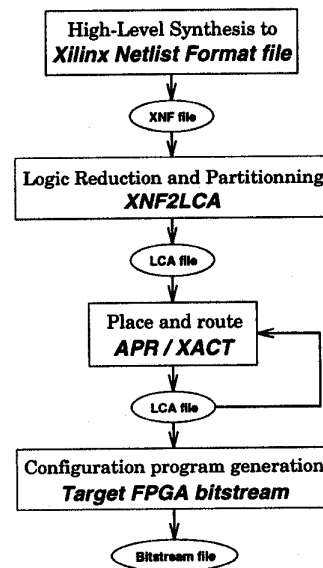 High-Level Synthesis to
Xilinx Netlist Format file
XNF file
Logic Reduction and Partitionning
XNF2LCA
LCA file
Place and route
APR / XACT
LCA file
Configuration program generation
Target FPGA bitstream
Bitstream file